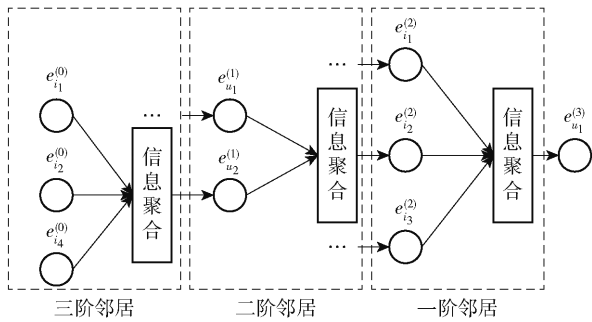 e_{i_1}^{(0)}
e_{i_2}^{(0)}
e_{i_4}^{(0)}
信息聚合
三阶邻居
…
e_{u_1}^{(1)}
e_{u_2}^{(1)}
…
信息聚合
…
二阶邻居
e_{i_1}^{(2)}
e_{i_2}^{(2)}
e_{i_3}^{(2)}
信息聚合
一阶邻居
e_{u_1}^{(3)}